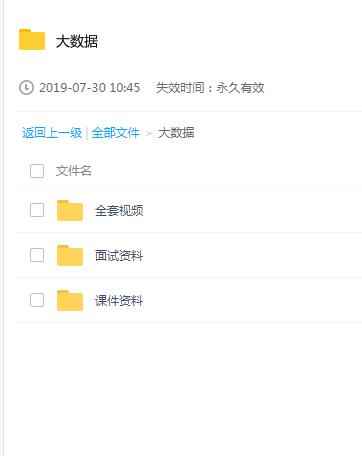 大数据
2019-07-30 10:45 失效时间：永久有效
返回上一级 | 全部文件 > 大数据
文件名
全套视频
面试资料
课件资料